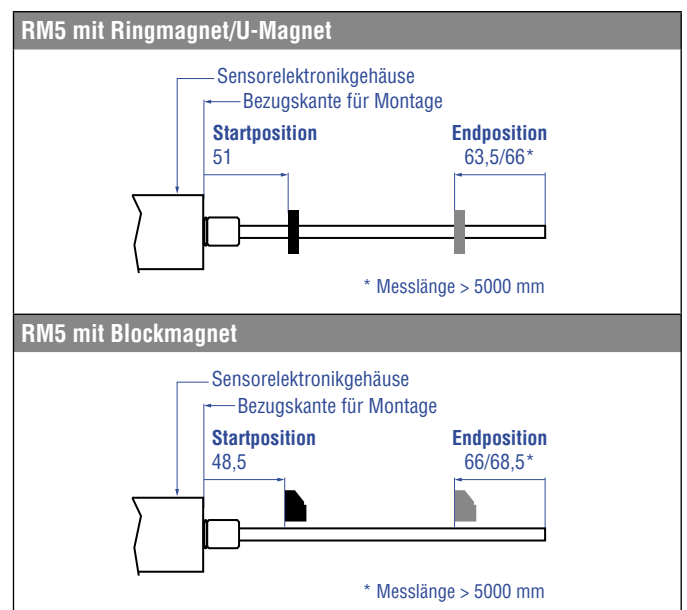 RM5 mit Ringmagnet/U-Magnet
Sensorelektronikgehäuse
Bezugskante für Montage
Startposition Endposition
51 63,5/66*
* Messlänge > 5000 mm
RM5 mit Blockmagnet
Sensorelektronikgehäuse
Bezugskante für Montage
Startposition Endposition
48,5 66/68,5*
* Messlänge > 5000 mm